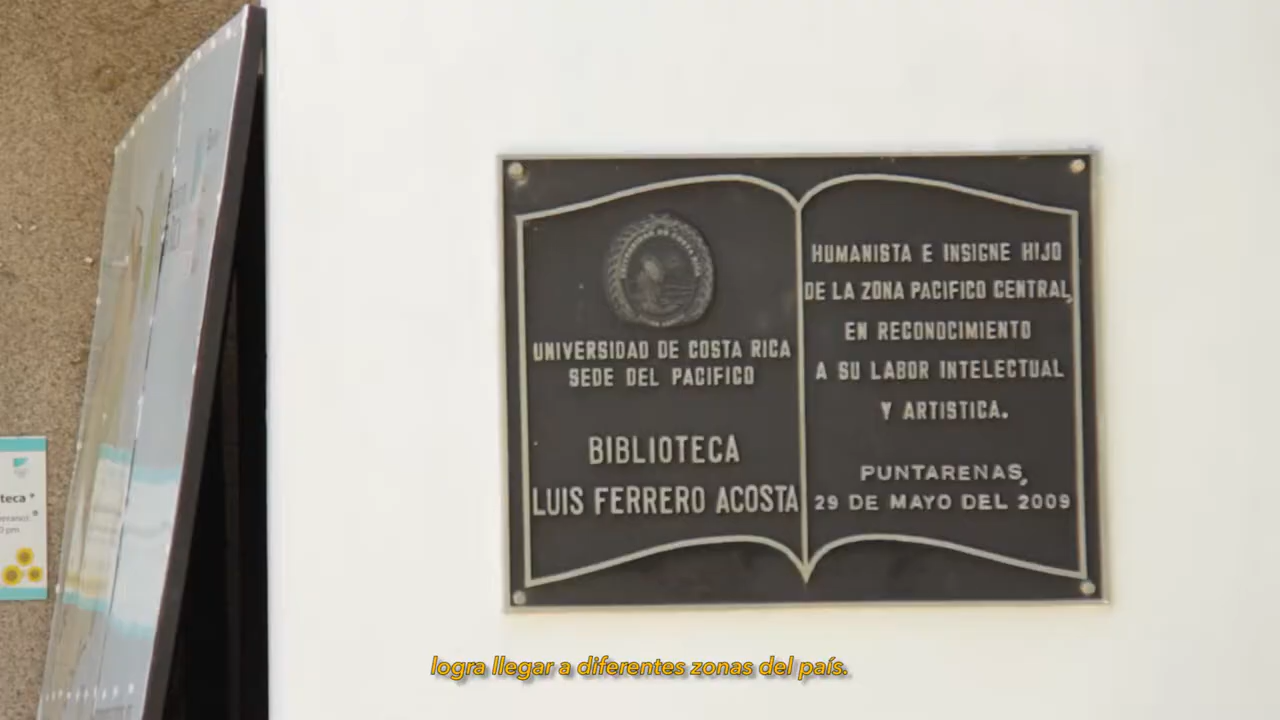 UNIVERSIDAD DE COSTA RICA
SEDE DEL PACIFICO
BIBLIOTECA
LUIS FERRERO ACOSTA
HUMANISTA E INSIGNE HIJO
DE LA ZONA PACIFICO CENTRAL,
EN RECONOCIMIENTO
A SU LABOR INTELECTUAL
Y ARTISTICA.
PUNTARENAS,
29 DE MAYO DEL 2009
teca
logra llegar a diferentes zonas del país.